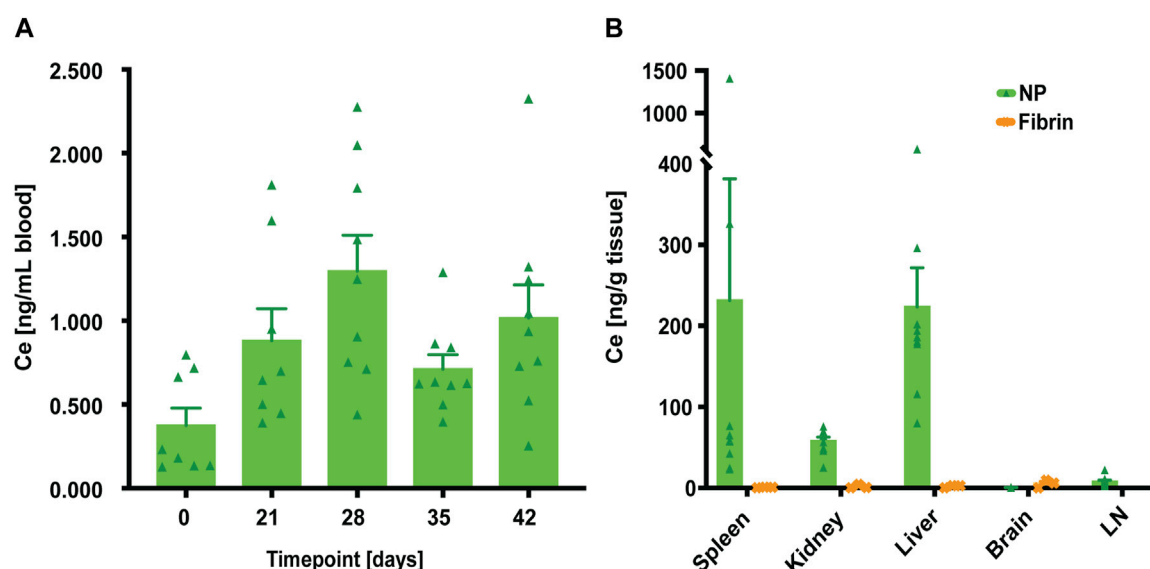 A
Ce [ng/mL blood]
2.500
2.000
1.500
1.000
0.500
0.000
0 21 28 35 42
Timepoint [days]
B
Ce [ng/g tissue]
1500
1000
400
300
200
100
0
NP
Fibrin
Spleen
Kidney
Liver
Brain
LN